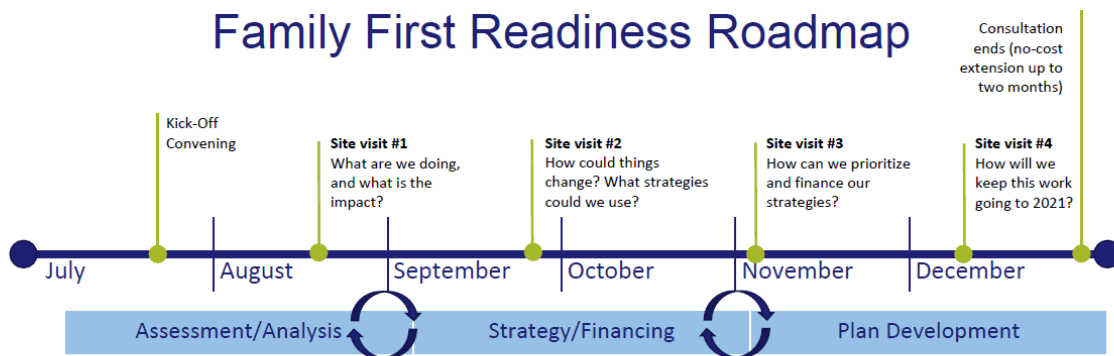 Family First Readiness Roadmap
Consultation
ends (no-cost
extension up to
two months)
Kick-Off
Convening
Site visit #1
What are we doing,
and what is the
impact?
Site visit #2
How could things
change? What strategies
could we use?
Site visit #3
How can we prioritize
and finance our
strategies?
Site visit #4
How will we
keep this work
going to 2021?
July
August
September
October
November
December
Assessment/Analysis
Strategy/Financing
Plan Development